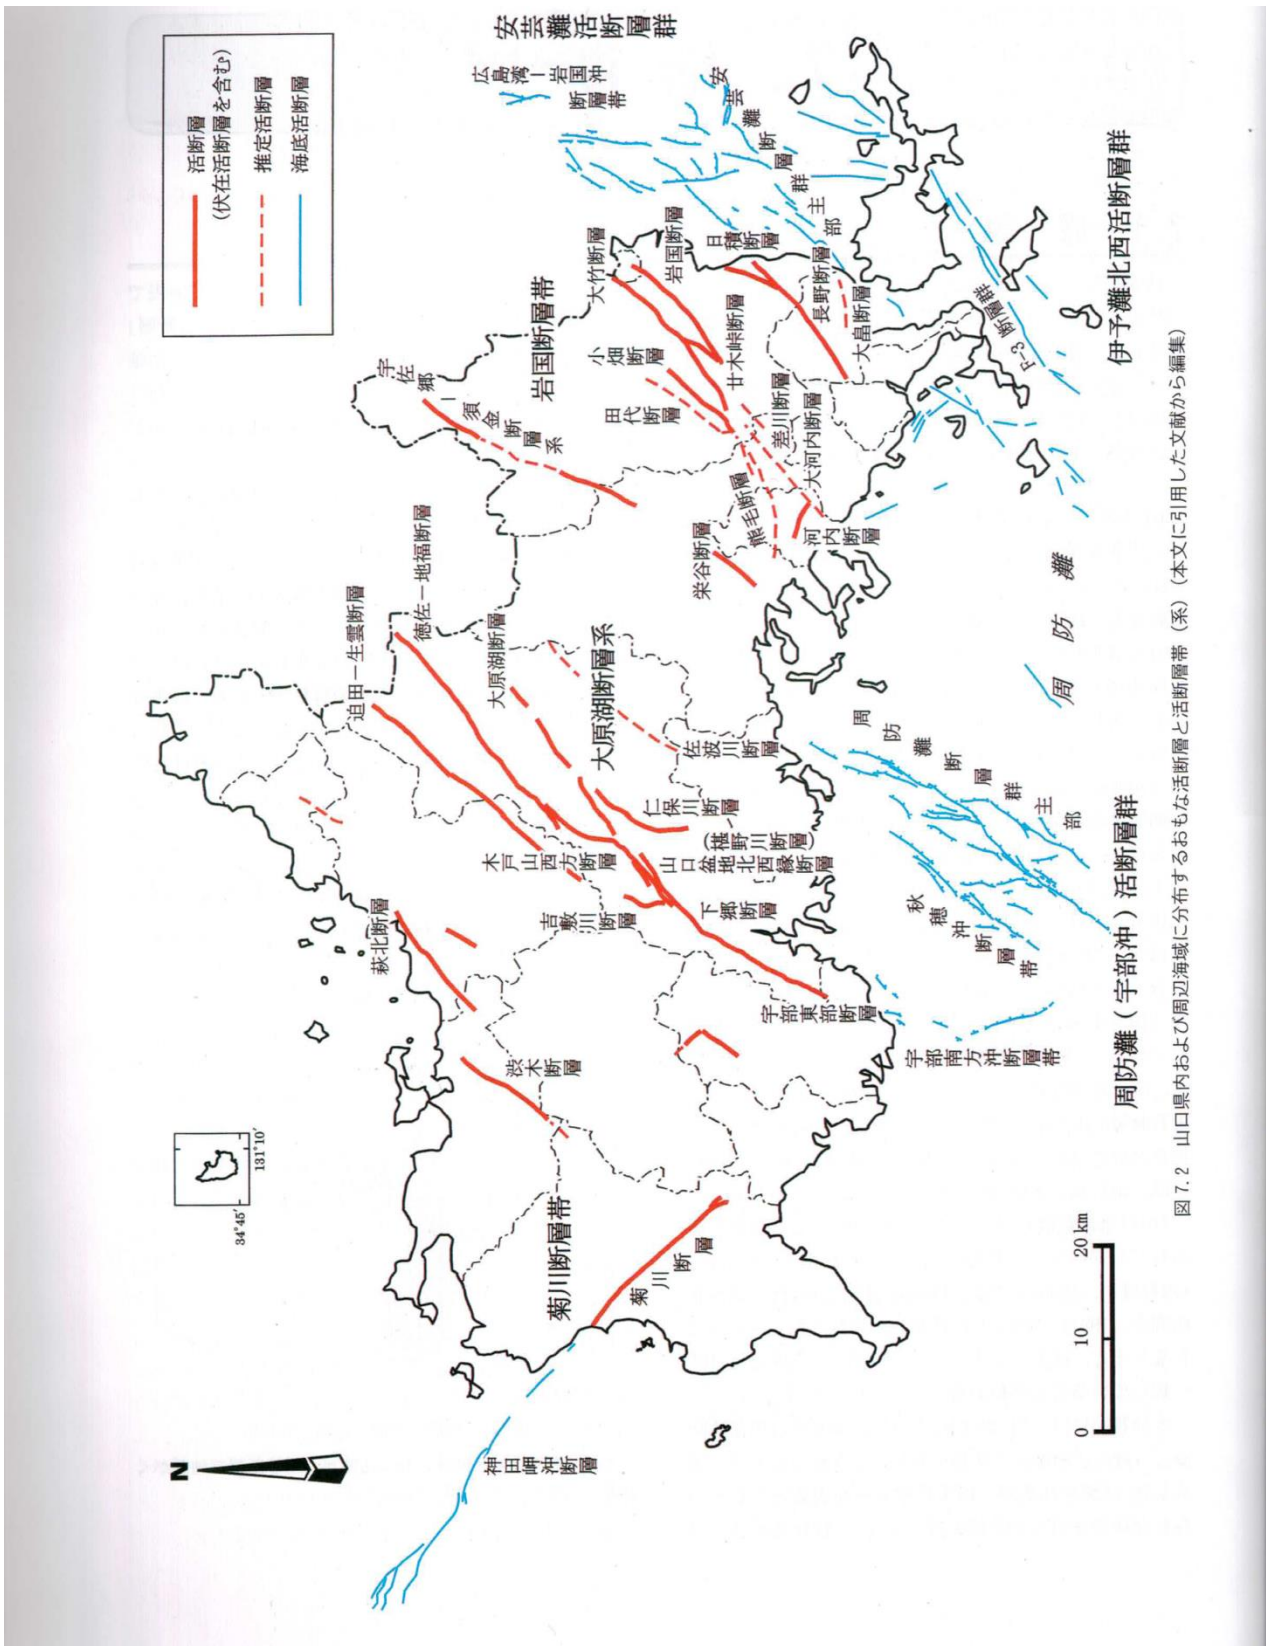 N
34°45′
131°10′
活断層
(伏在活断層を含む)
推定活断層
海底活断層
神田岬沖断層
菊川断層帯
菊川断層
渋木断層
萩北断層
木戸山西方断層
吉敷川断層
迫田ー生雲断層
徳佐ー地福断層
大原湖断層
大原湖断層系
佐波川断層
仁保川断層
(椹野川断層)
山口盆地北西縁断層
下郷断層
宇部東部断層
宇部南方沖断層帯
秋穂沖断層帯
周防灘断層群主部
周防灘(宇部沖)活断層群
周防灘
宇佐郷ー須金断層系
岩国断層帯
大竹断層
小畑断層
田代断層
岩国断層
廿木峠断層
日積断層
長野断層
大畠断層
差川断層
大河内断層
熊毛断層
栄谷断層
河内断層
安芸灘活断層群
広島湾ー岩国沖断層帯
安芸灘断層群主部
F-3 断層群
伊予灘北西活断層群
0 10 20 km
図 7. 2 山口県内および周辺海域に分布するおもな活断層と活断層帯(系)(本文に引用した文献から編集)